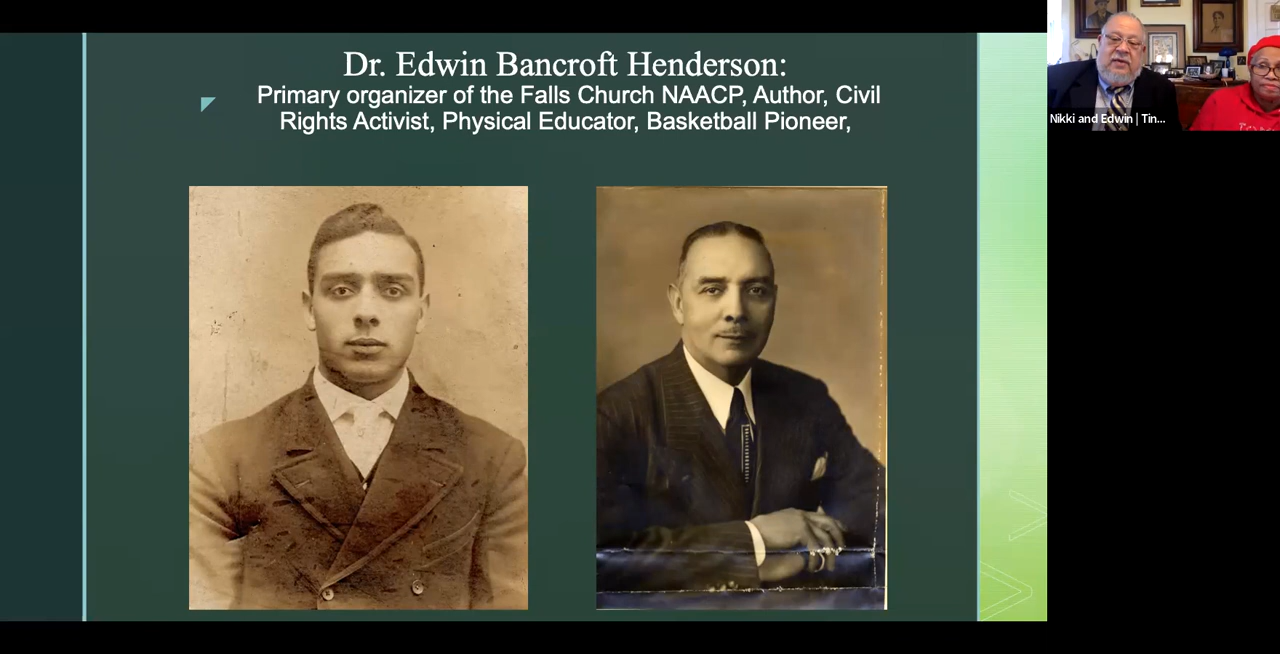 Dr. Edwin Bancroft Henderson:
Primary organizer of the Falls Church NAACP, Author, Civil
Rights Activist, Physical Educator, Basketball Pioneer,
Nikki and Edwin | Tin...